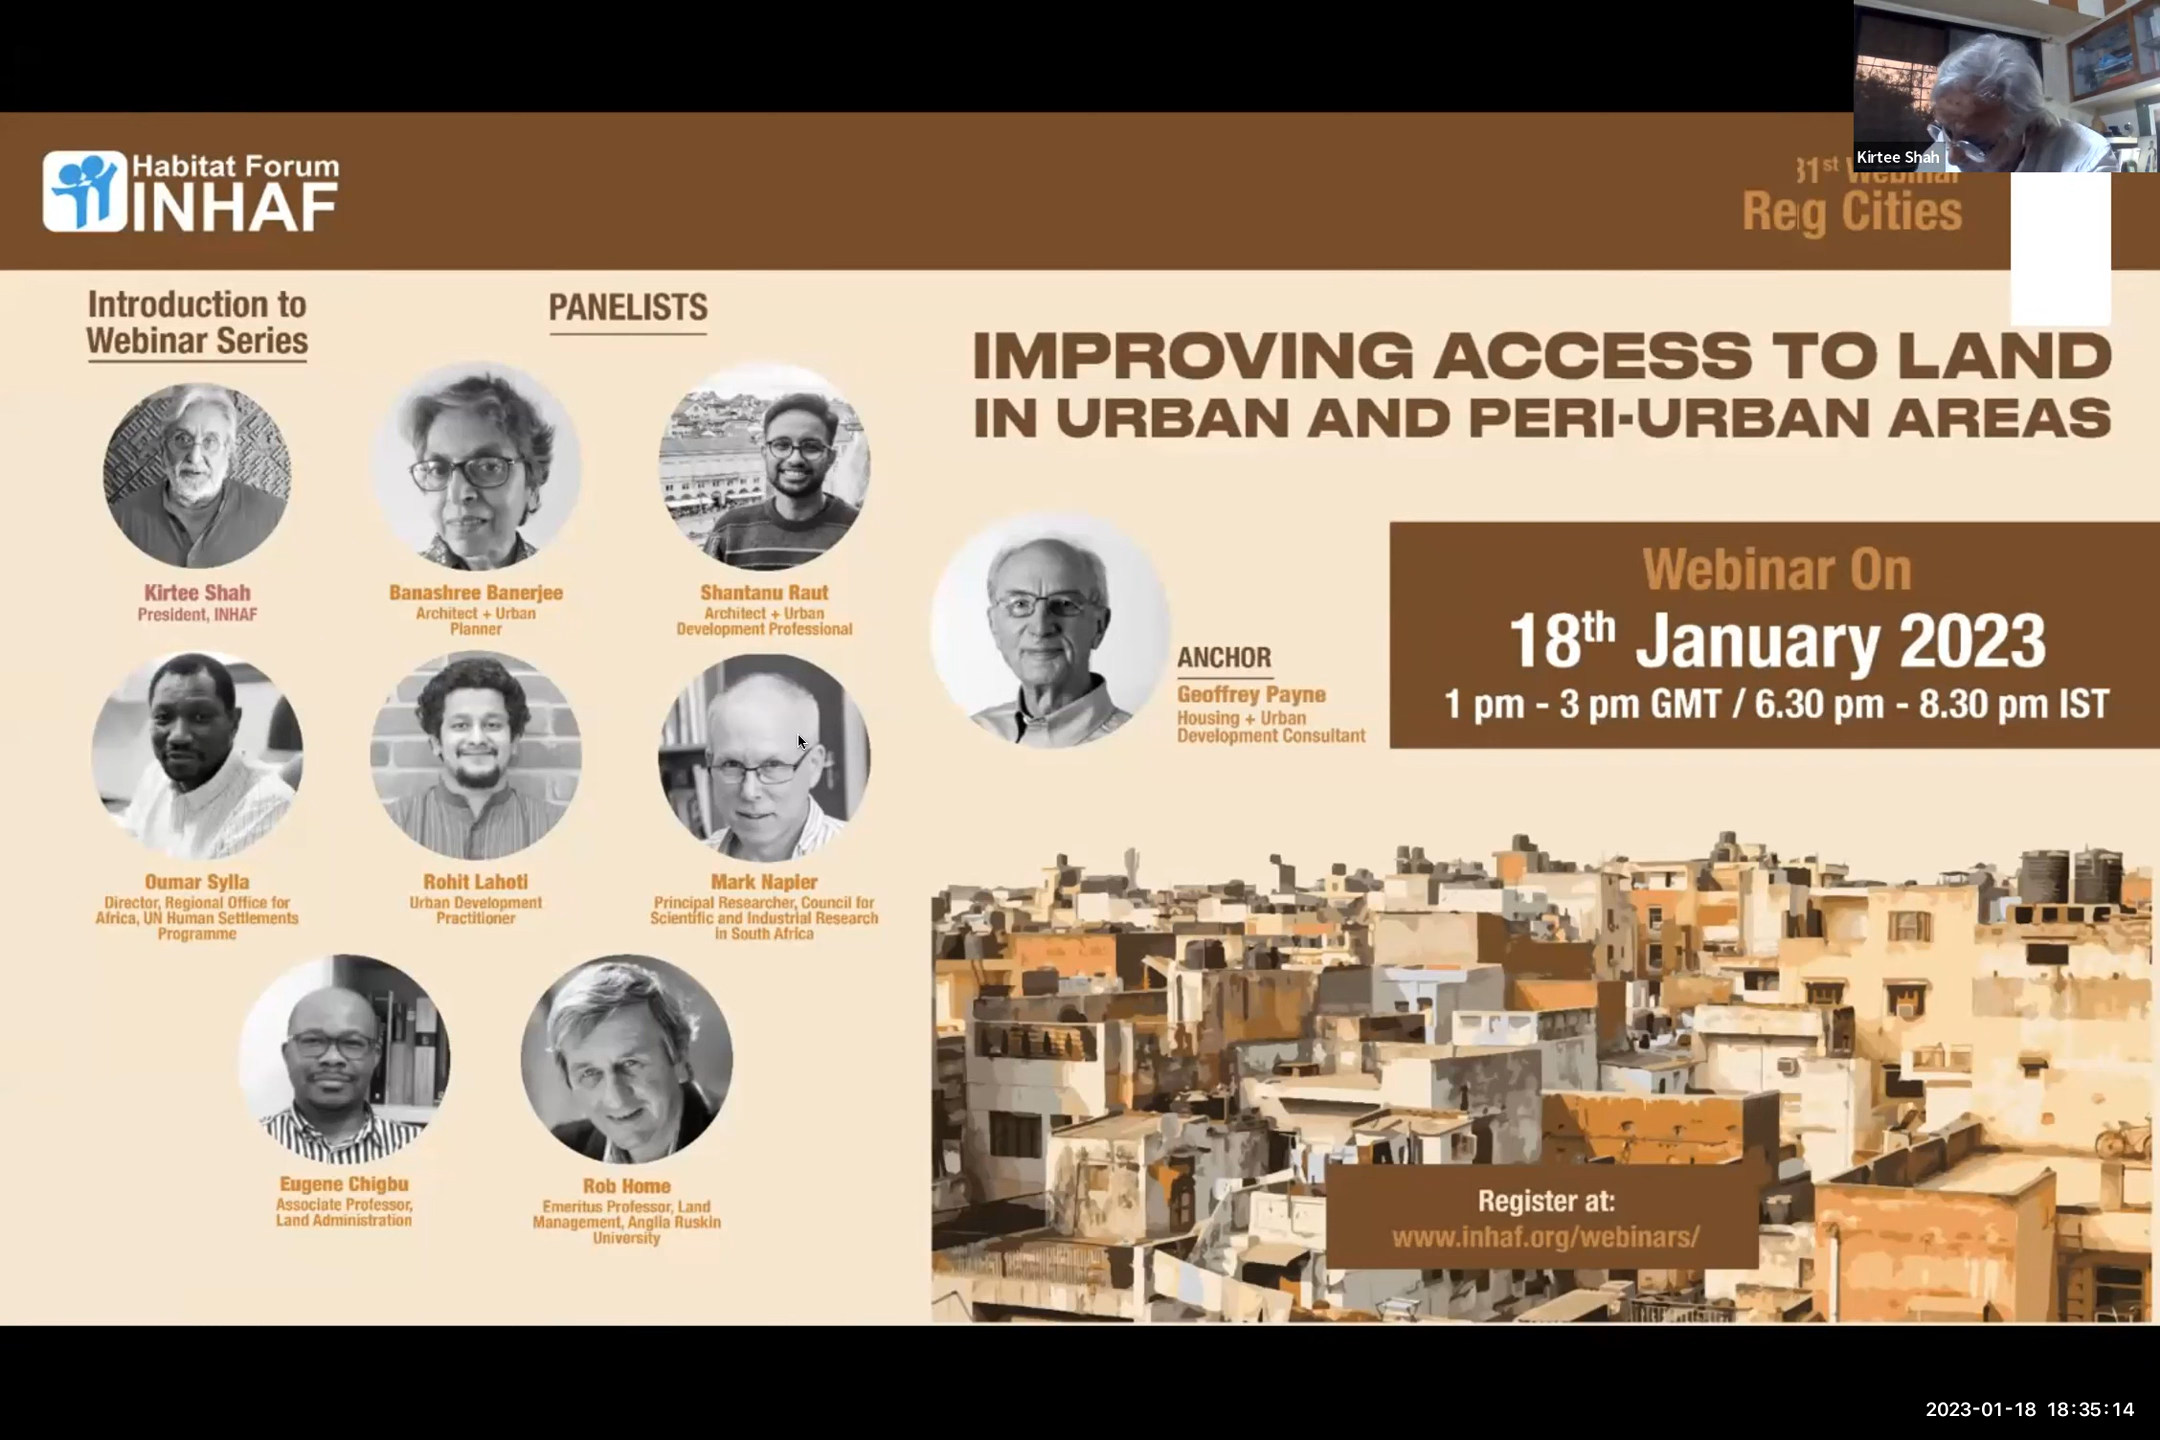 Kirtee Shah
Habitat Forum
INHAF
31st Webinar
Cities
Introduction to
Webinar Series
Kirtee Shah
President, INHAF
PANELISTS
Banashree Banerjee
Architect + Urban
Planner
Shantanu Raut
Architect + Urban
Development Professional
Oumar Sylla
Director, Regional Office for
Africa, UN Human Settlements
Programme
Rohit Lahoti
Urban Development
Practitioner
Mark Napier
Principal Researcher, Council for
Scientific and Industrial Research
in South Africa
Eugene Chigbu
Associate Professor,
Land Administration
Rob Home
Emeritus Professor, Land
Management, Anglia Ruskin
University
IMPROVING ACCESS TO LAND
IN URBAN AND PERI-URBAN AREAS
ANCHOR
Geoffrey Payne
Housing + Urban
Development Consultant
Webinar On
18th January 2023
1 pm - 3 pm GMT / 6.30 pm - 8.30 pm IST
Register at:
www.inhaf.org/webinars/
2023-01-18 18:35:14